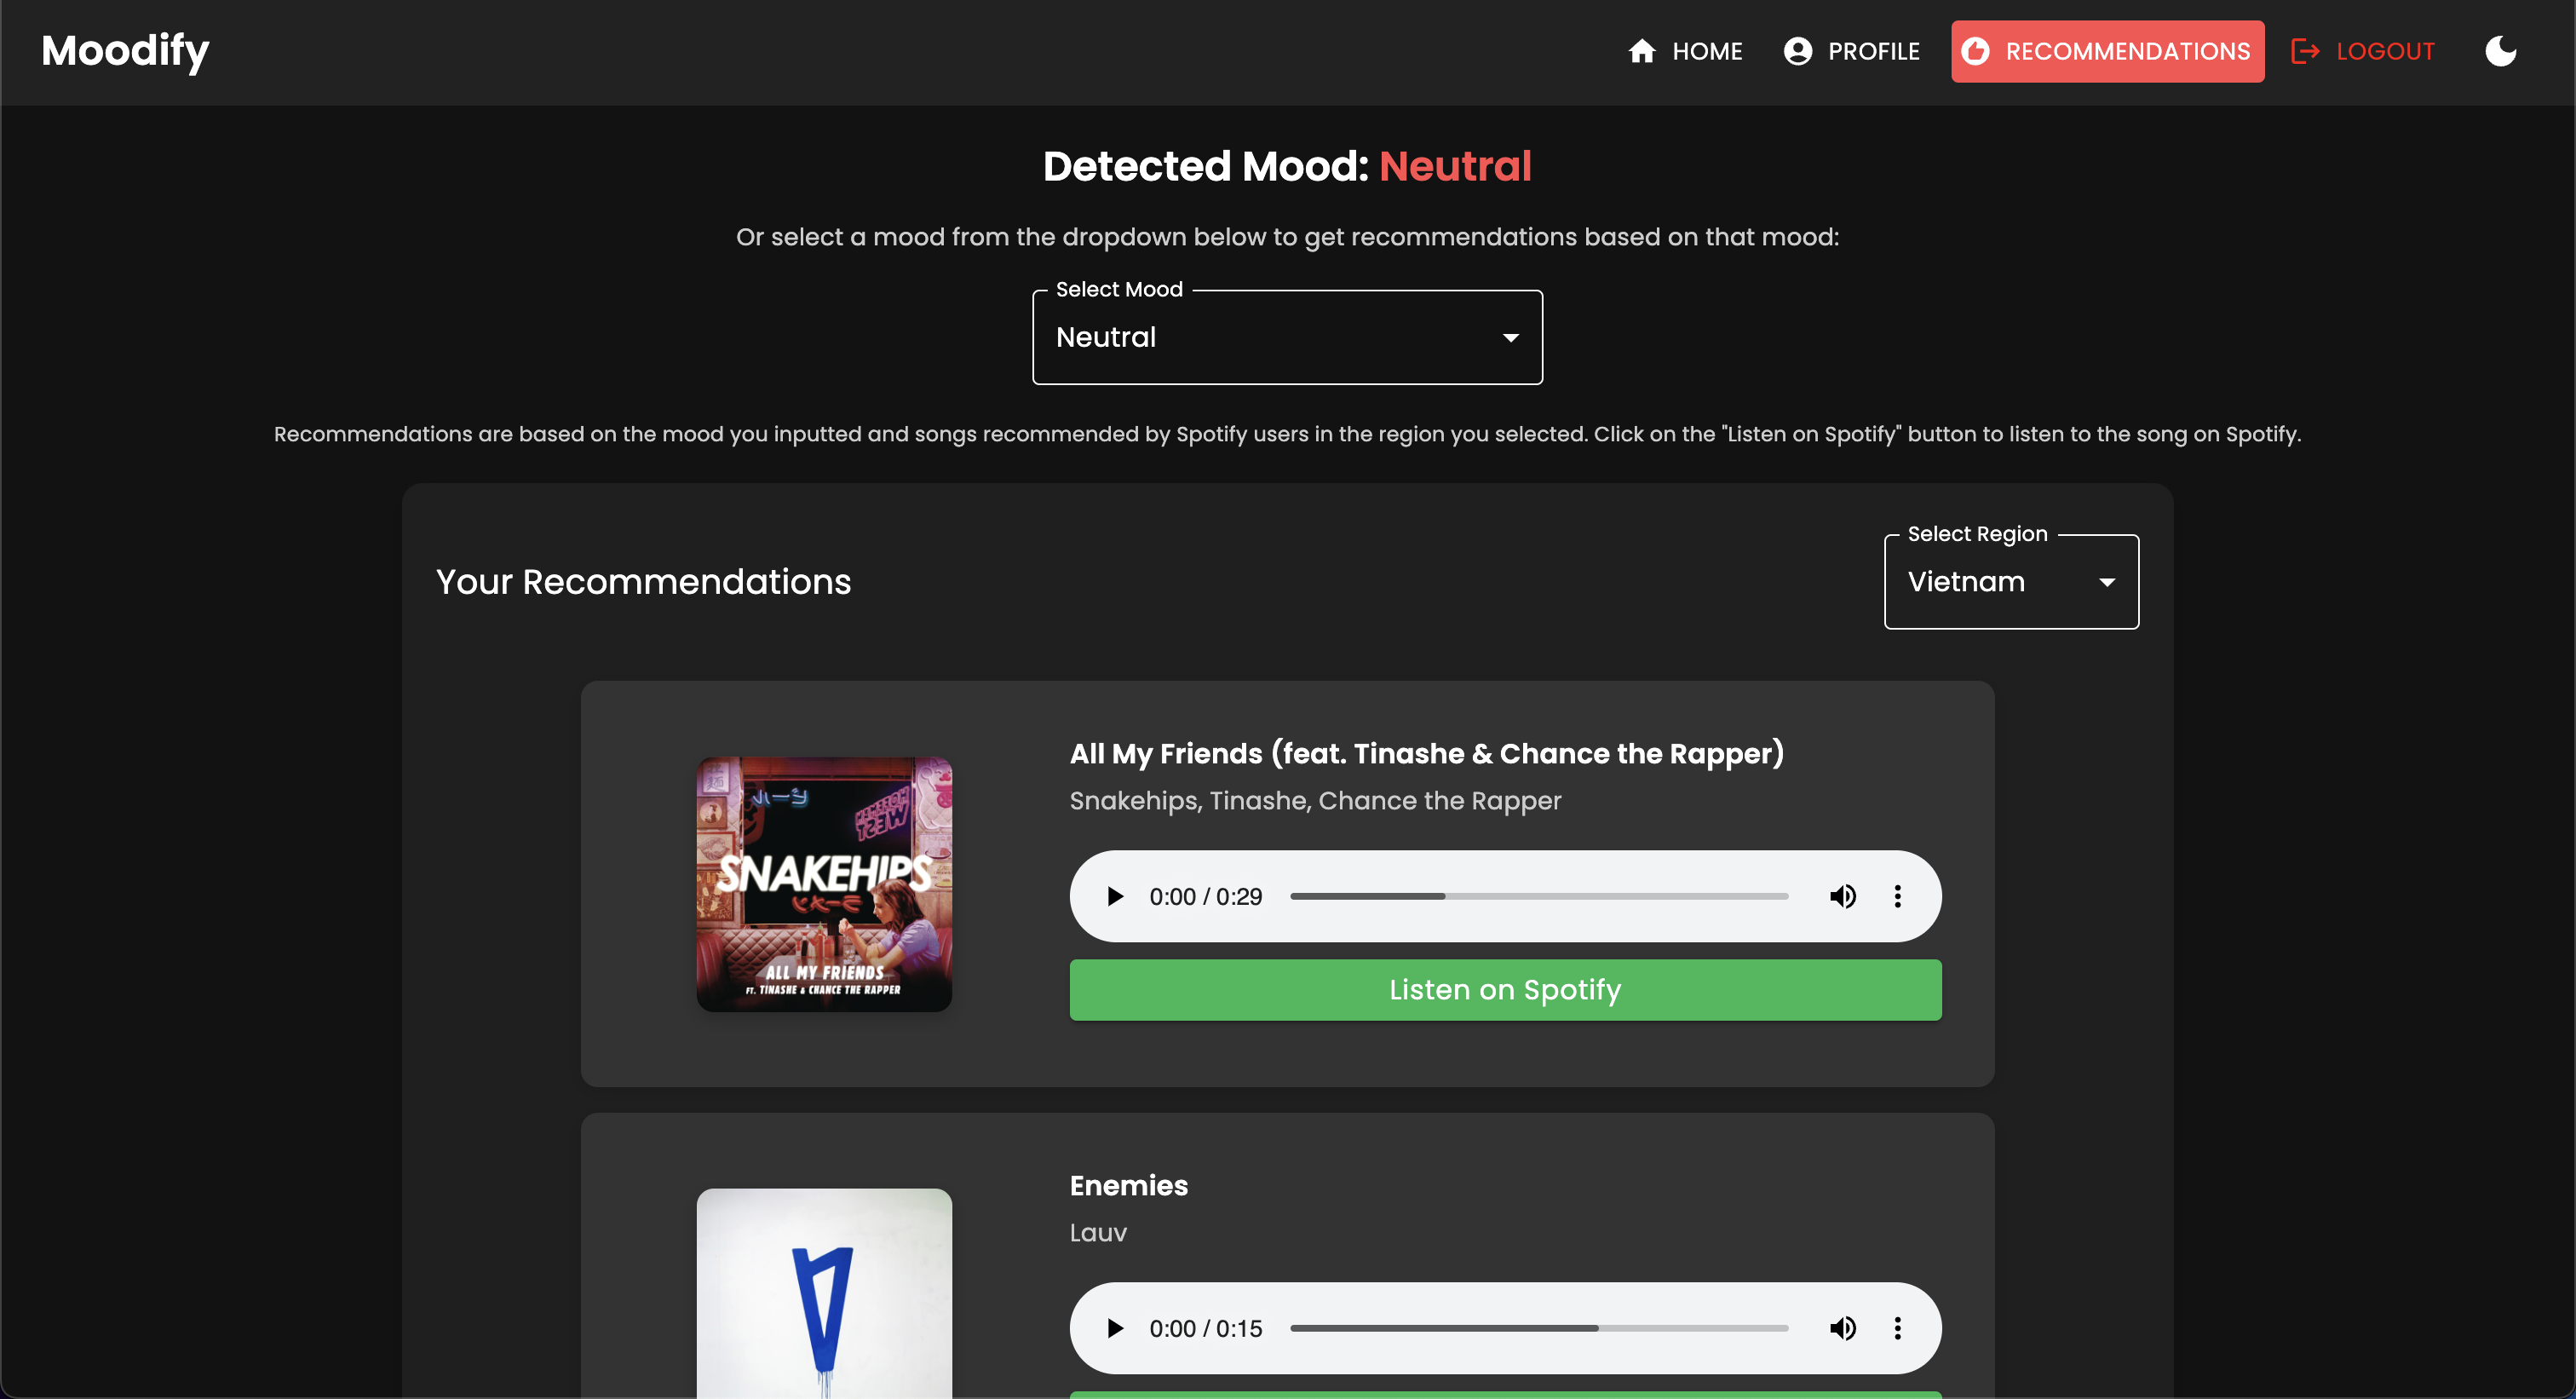 Moodify
HOME
PROFILE
RECOMMENDATIONS
LOGOUT
Detected Mood: Neutral
Or select a mood from the dropdown below to get recommendations based on that mood:
Select Mood
Neutral
Recommendations are based on the mood you inputted and songs recommended by Spotify users in the region you selected. Click on the "Listen on Spotify" button to listen to the song on Spotify.
Your Recommendations
Select Region
Vietnam
SNAKEHIPS
ALL MY FRIENDS
FT. TINASHE & CHANCE THE RAPPER
All My Friends (feat. Tinashe & Chance the Rapper)
Snakehips, Tinashe, Chance the Rapper
0:00 / 0:29
Listen on Spotify
Enemies
Lauv
0:00 / 0:15